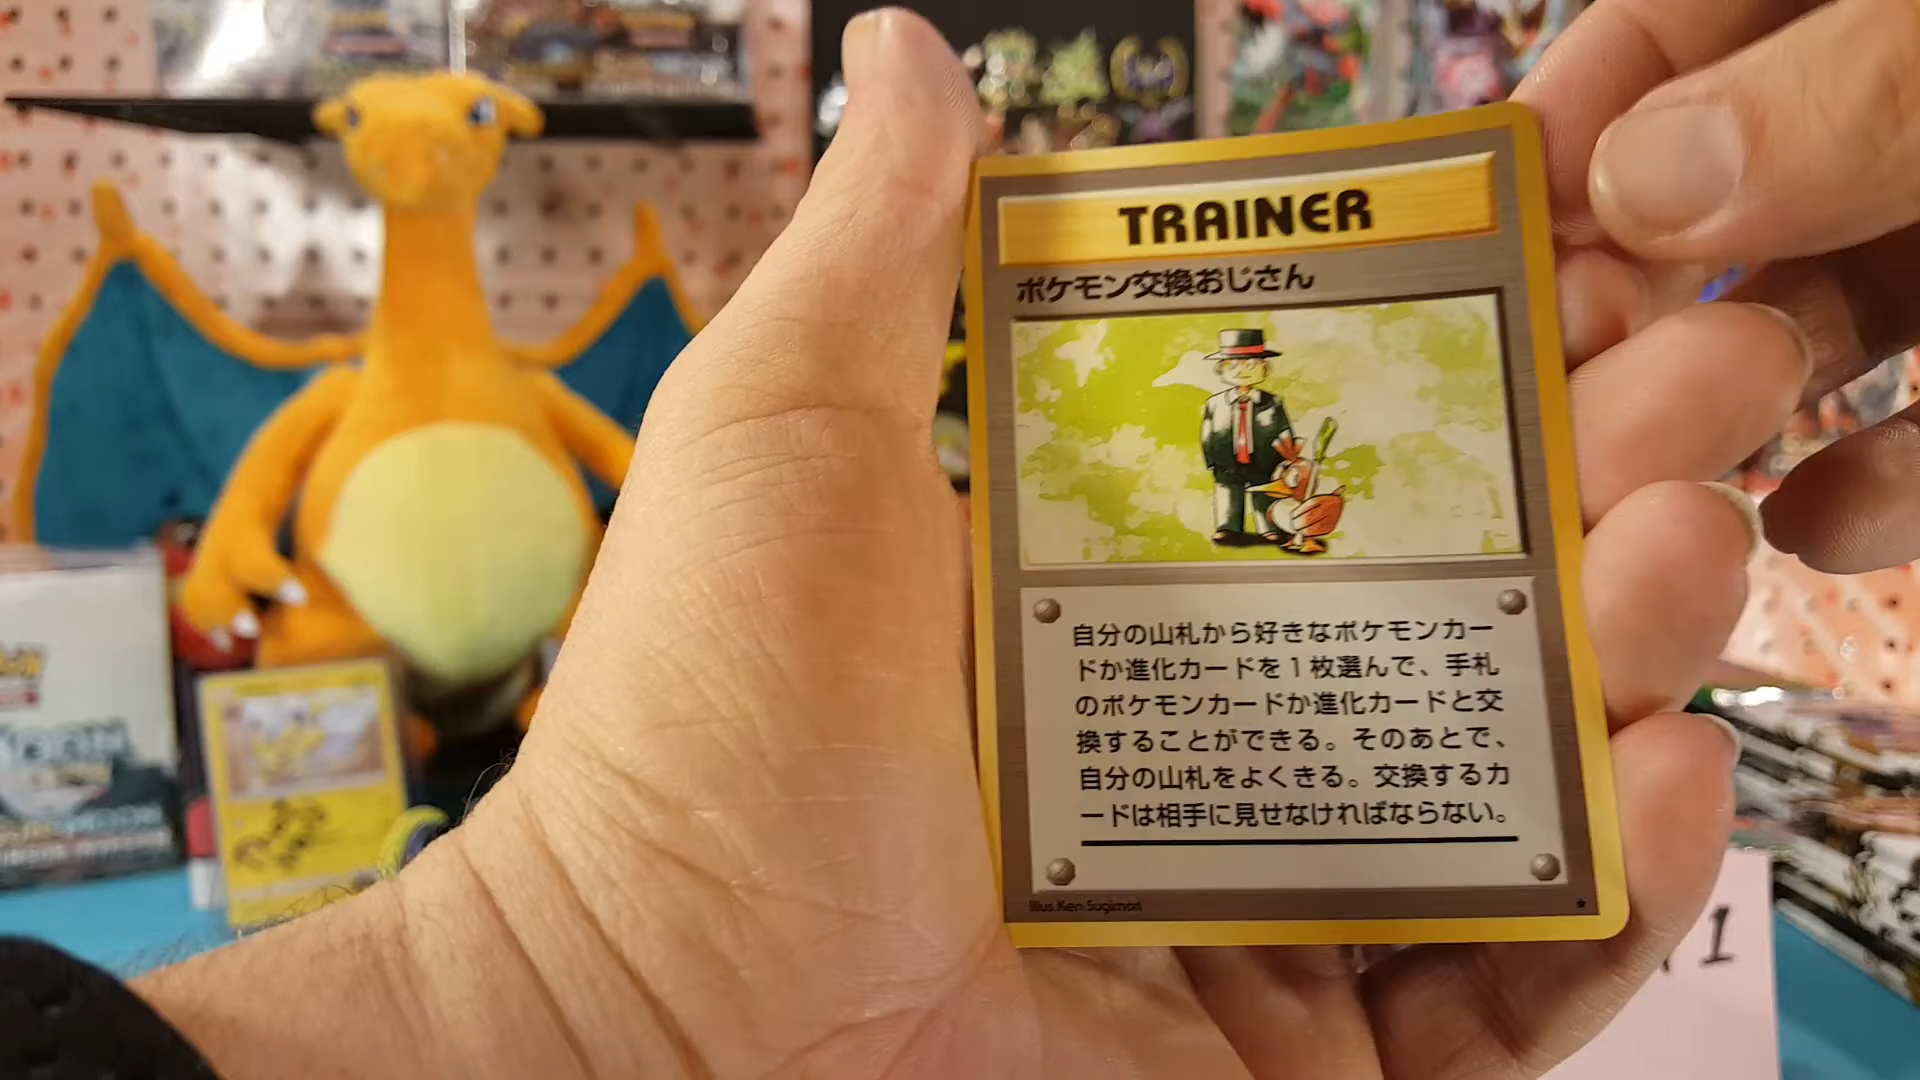 TRAINER
ポケモン交換おじさん
自分の山札から好きなポケモンカー
ドか進化カードを1枚選んで、手札
のポケモンカードか進化カードと交
換することができる。そのあとで、
自分の山札をよくきる。交換するカ
ードは相手に見せなければならない。
Illus.Ken Sugimori
★
1